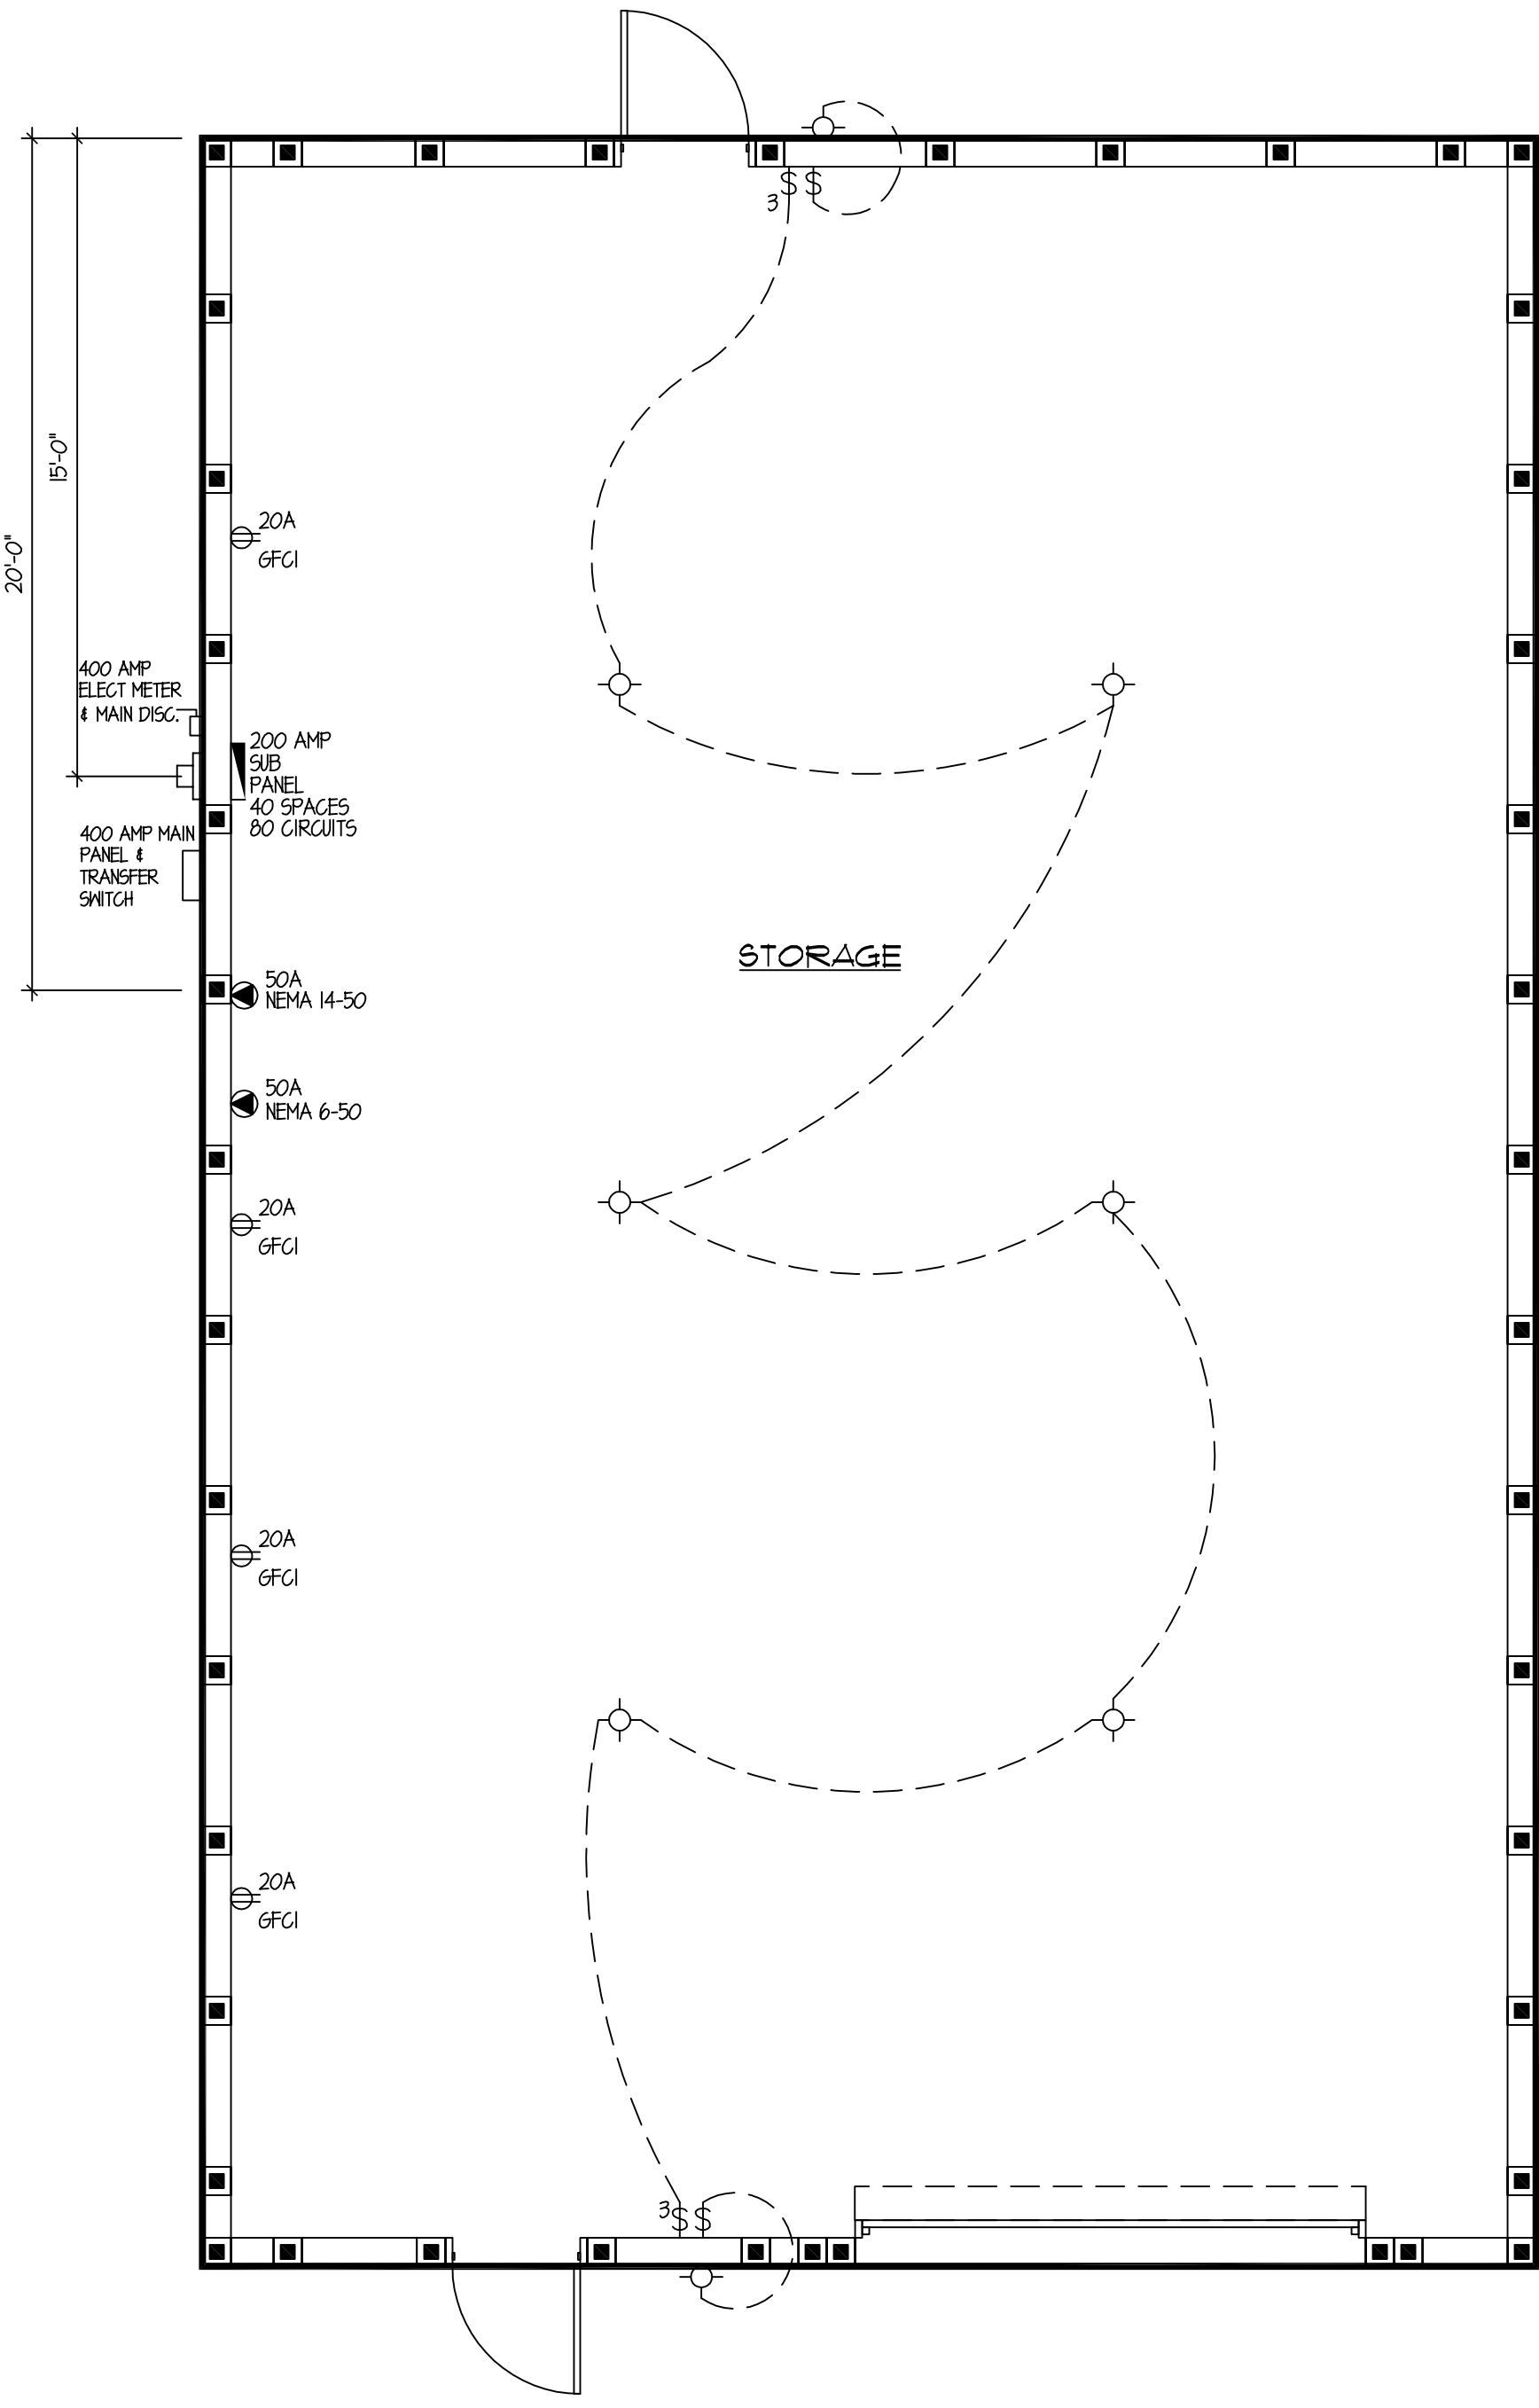 $ $
3
15'-0"
20'-0"
20A
GFCI
400 AMP
ELECT METER
& MAIN DISC.
200 AMP
SUB
PANEL
40 SPACES
80 CIRCUITS
400 AMP MAIN
PANEL &
TRANSFER
SWITCH
STORAGE
50A
NEMA 14-50
50A
NEMA 6-50
20A
GFCI
20A
GFCI
20A
GFCI
3 $ $